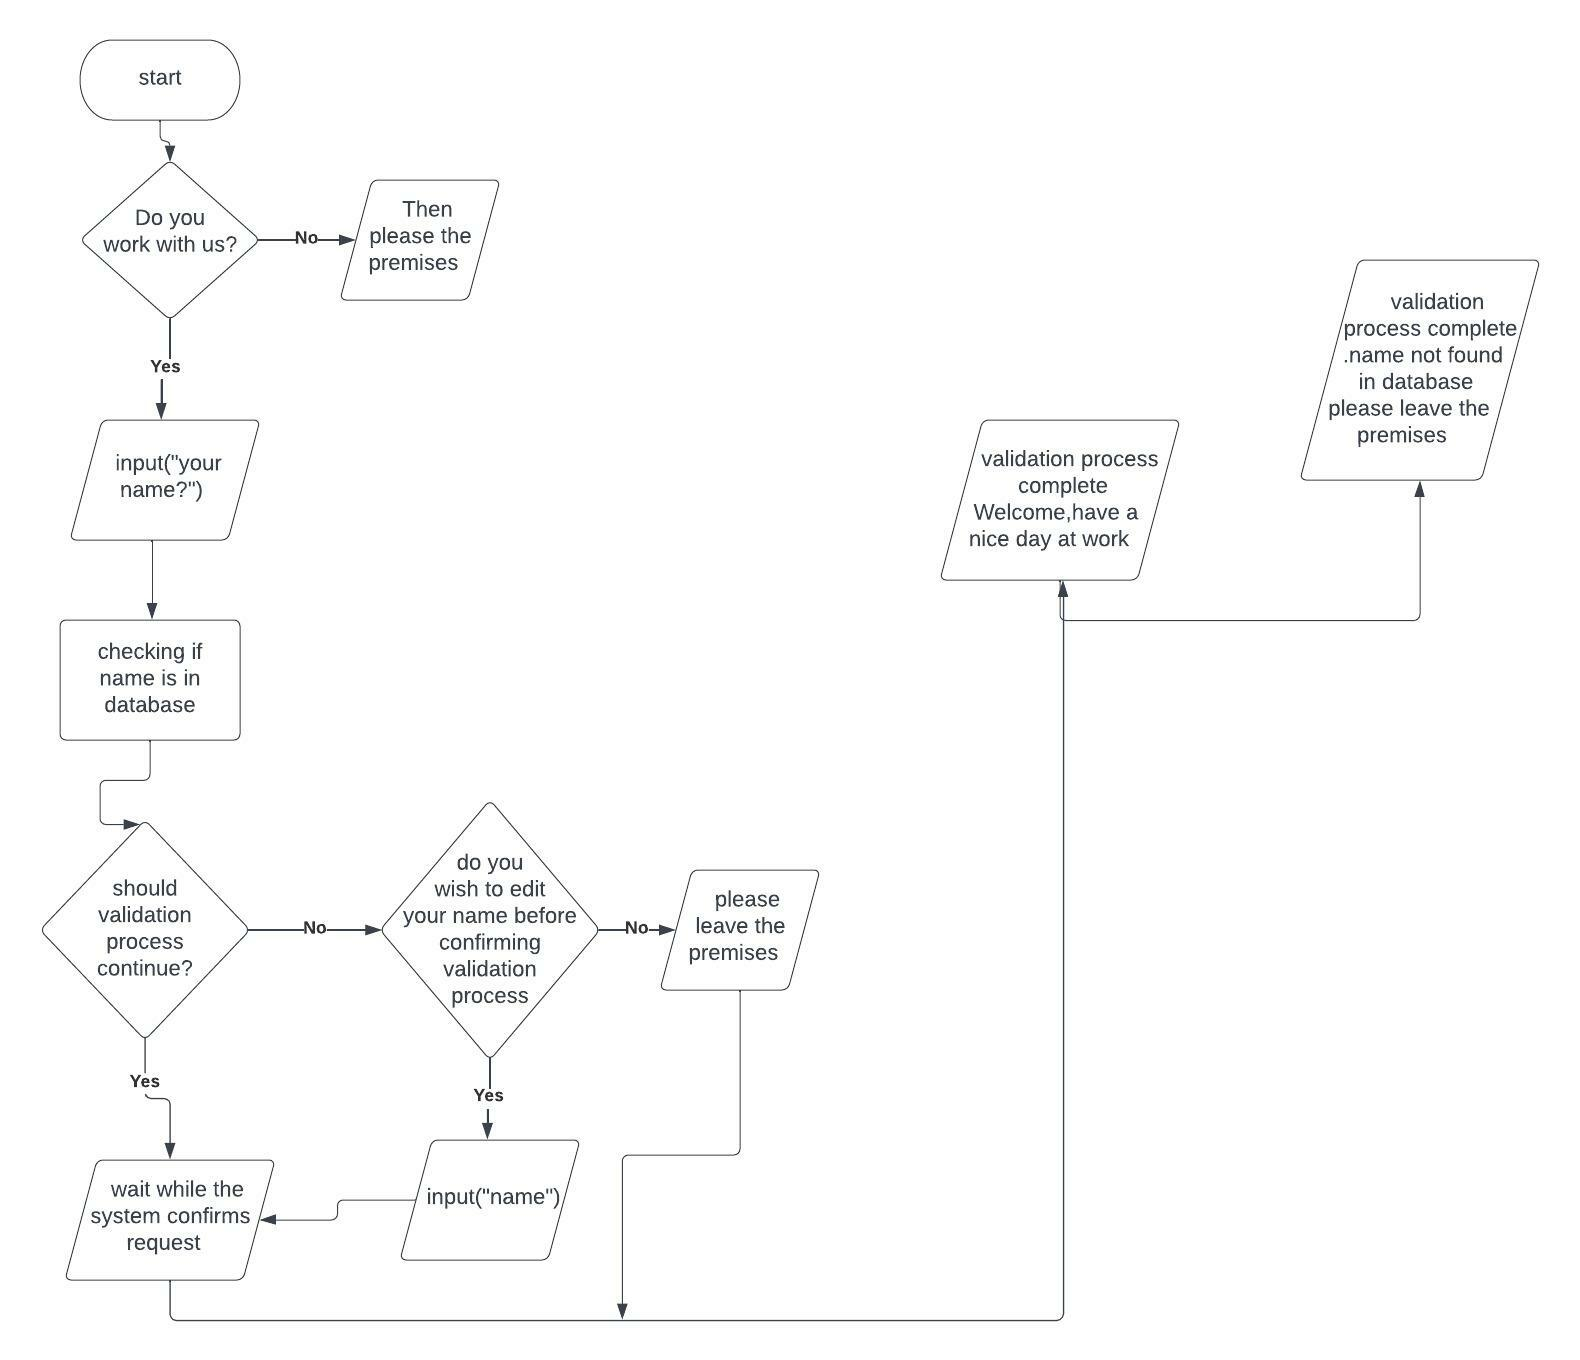 start
Do you
work with us?
No
Then
please the
premises
Yes
input("your
name?")
checking if
name is in
database
should
validation
process
continue?
No
do you
wish to edit
your name before
confirming
validation
process
No
please
leave the
premises
Yes
Yes
wait while the
system confirms
request
input("name")
validation process
complete
Welcome,have a
nice day at work
validation
process complete
.name not found
in database
please leave the
premises